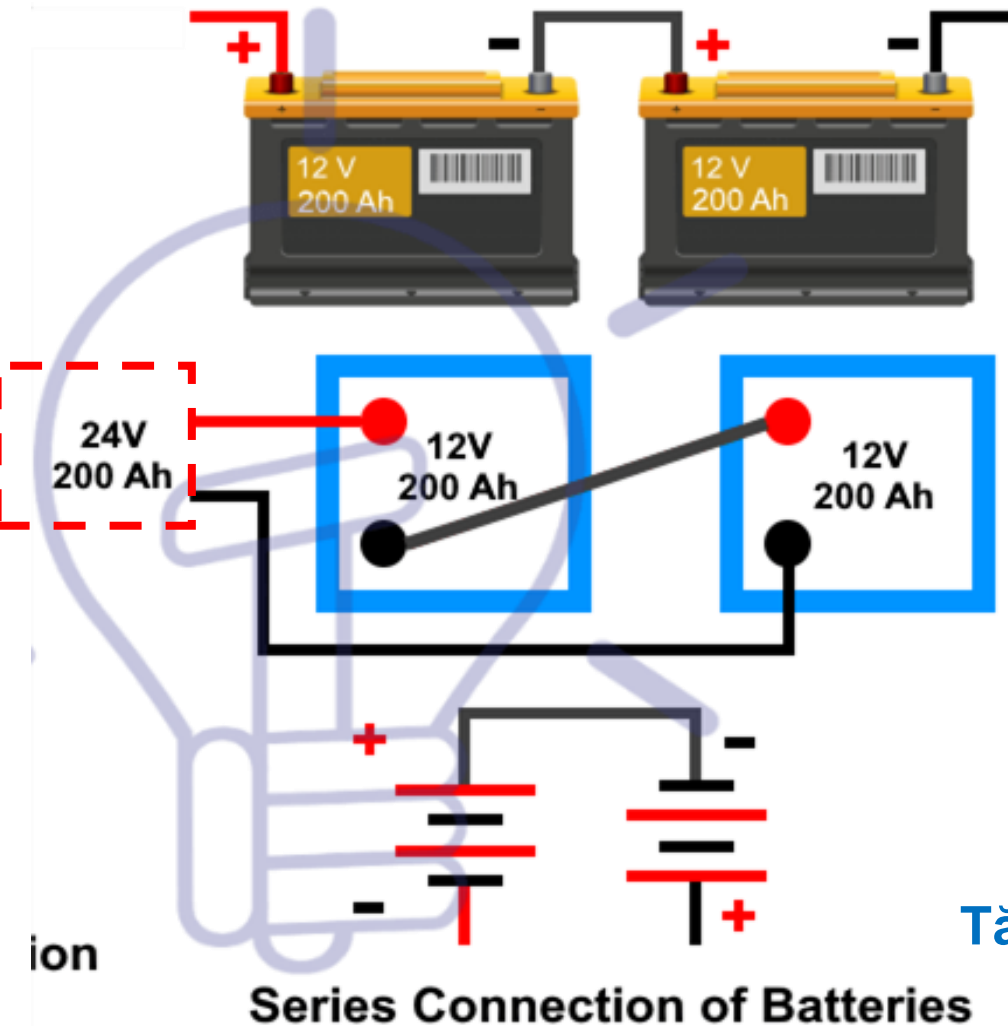 + - + -
12 V
200 Ah
12 V
200 Ah
24V
200 Ah
12V
200 Ah
12V
200 Ah
+ -
- +
Tă
ion
Series Connection of Batteries